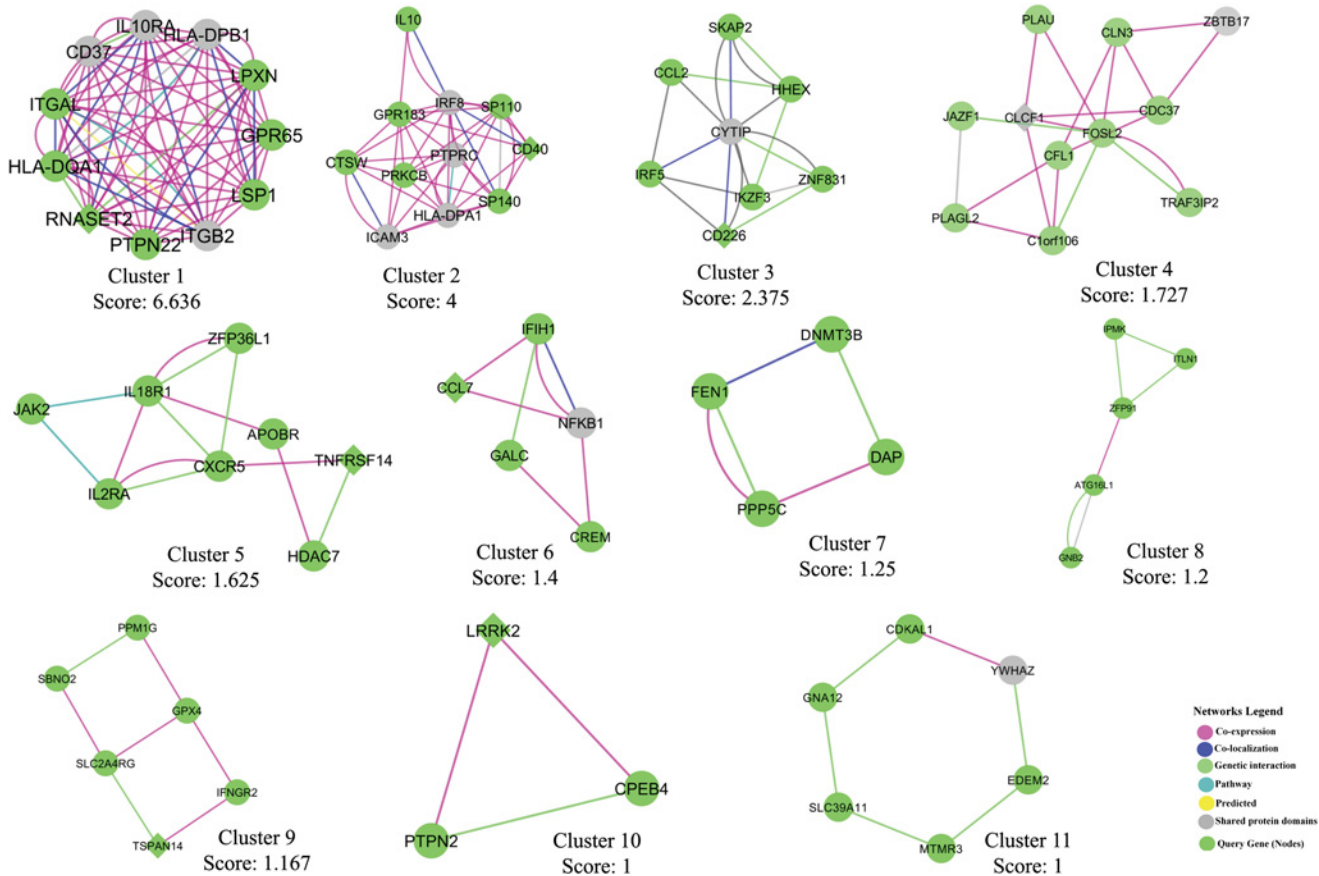 IL10RA
HLA-DPB1
CD37
LPXN
ITGAL
GPR65
HLA-DQA1
LSP1
RNASET2
ITGB2
PTPN22
Cluster 1
Score: 6.636
IL10
IRF8
SP110
GPR183
CD40
PTPRC
CTSW
PRKCB
SP140
HLA-DPA1
ICAM3
Cluster 2
Score: 4
SKAP2
CCL2
HHEX
CYTIP
IRF5
ZNF831
IKZF3
CD226
Cluster 3
Score: 2.375
PLAU
CLN3
ZBTB17
CDC37
JAZF1
CLCF1
FOSL2
CFL1
TRAF3IP2
PLAGL2
C1orf106
Cluster 4
Score: 1.727
ZFP36L1
IL18R1
JAK2
APOBR
CXCR5
TNFRSF14
IL2RA
HDAC7
Cluster 5
Score: 1.625
IFIH1
CCL7
NFKB1
GALC
CREM
Cluster 6
Score: 1.4
DNMT3B
FEN1
DAP
PPP5C
Cluster 7
Score: 1.25
IPMK
ITLN1
ZFP91
ATG16L1
GNB2
Cluster 8
Score: 1.2
PPM1G
SBNO2
GPX4
SLC2A4RG
IFNGR2
TSPAN14
Cluster 9
Score: 1.167
LRRK2
CPEB4
PTPN2
Cluster 10
Score: 1
CDKAL1
YWHAZ
GNA12
EDEM2
SLC39A11
MTMR3
Cluster 11
Score: 1
Networks Legend
Co-expression
Co-localization
Genetic interaction
Pathway
Predicted
Shared protein domains
Query Gene (Nodes)